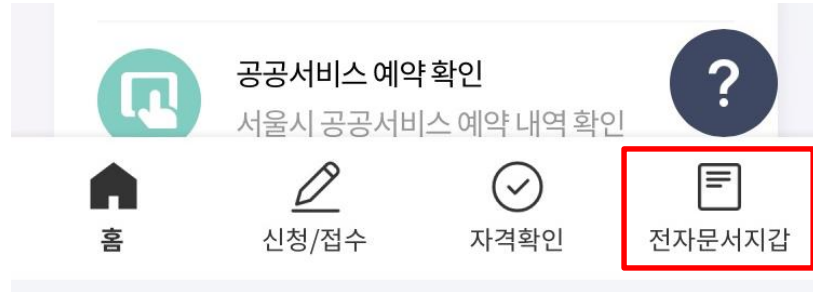 공공서비스 예약 확인
서울시 공공서비스 예약 내역 확인
?
홈
신청/접수
자격확인
전자문서지갑